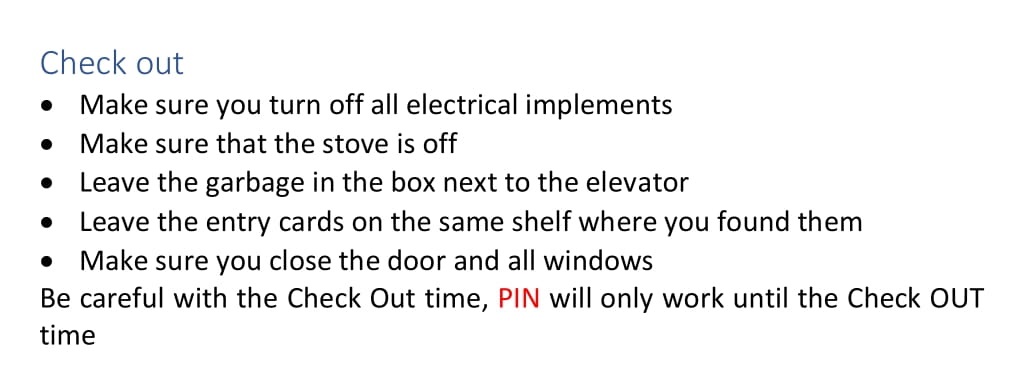 Check out
• Make sure you turn off all electrical implements
• Make sure that the stove is off
• Leave the garbage in the box next to the elevator
• Leave the entry cards on the same shelf where you found them
• Make sure you close the door and all windows
Be careful with the Check Out time, PIN will only work until the Check OUT
time